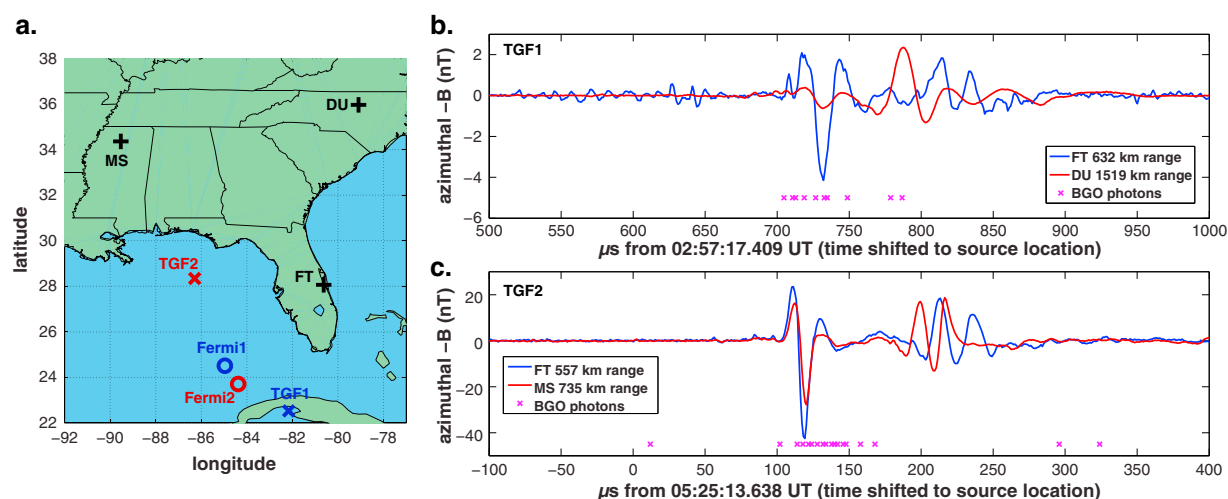 a.
38
36
34
32
30
28
26
24
22
latitude
DU
MS
TGF2
FT
Fermi1
Fermi2
TGF1
−92 −90 −88 −86 −84 −82 −80 −78
longitude
b.
TGF1
2
0
−2
−4
−6
azimuthal −B (nT)
FT 632 km range
DU 1519 km range
BGO photons
500 550 600 650 700 750 800 850 900 950 1000
µs from 02:57:17.409 UT (time shifted to source location)
c.
TGF2
20
0
−20
−40
azimuthal −B (nT)
FT 557 km range
MS 735 km range
BGO photons
−100 −50 0 50 100 150 200 250 300 350 400
µs from 05:25:13.638 UT (time shifted to source location)